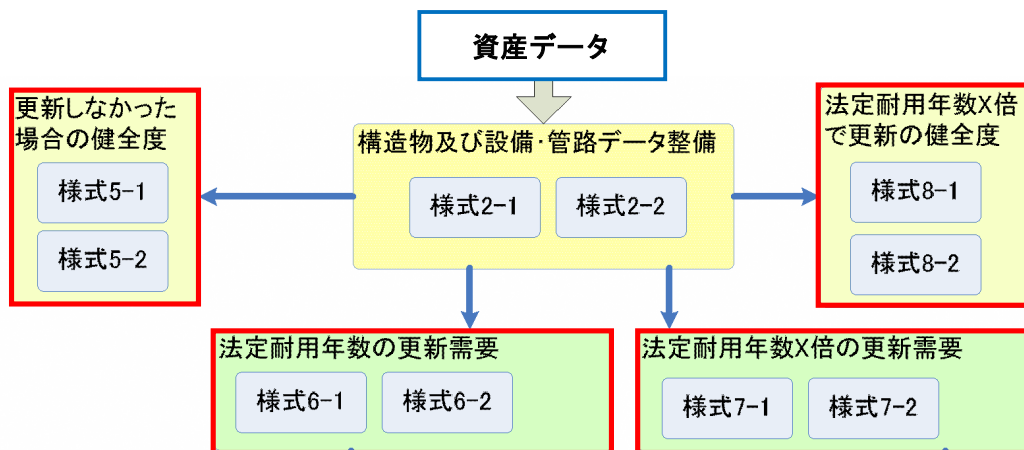 資産データ
更新しなかった
場合の健全度
様式5-1
様式5-2
構造物及び設備・管路データ整備
様式2-1
様式2-2
法定耐用年数X倍
で更新の健全度
様式8-1
様式8-2
法定耐用年数の更新需要
様式6-1
様式6-2
法定耐用年数X倍の更新需要
様式7-1
様式7-2